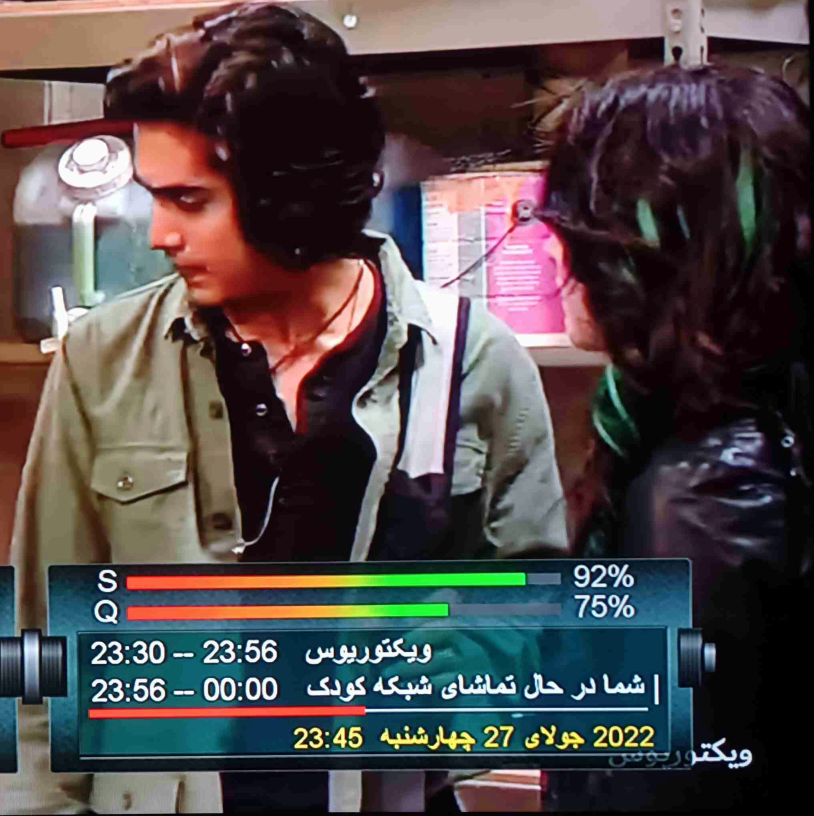 S 92%
Q 75%
23:30 -- 23:56 ویکتوریوس
23:56 -- 00:00 شما در حال تماشای شبکه کودک |
2022 جولای 27 چهارشنبه 23:45
ویکتوریوس